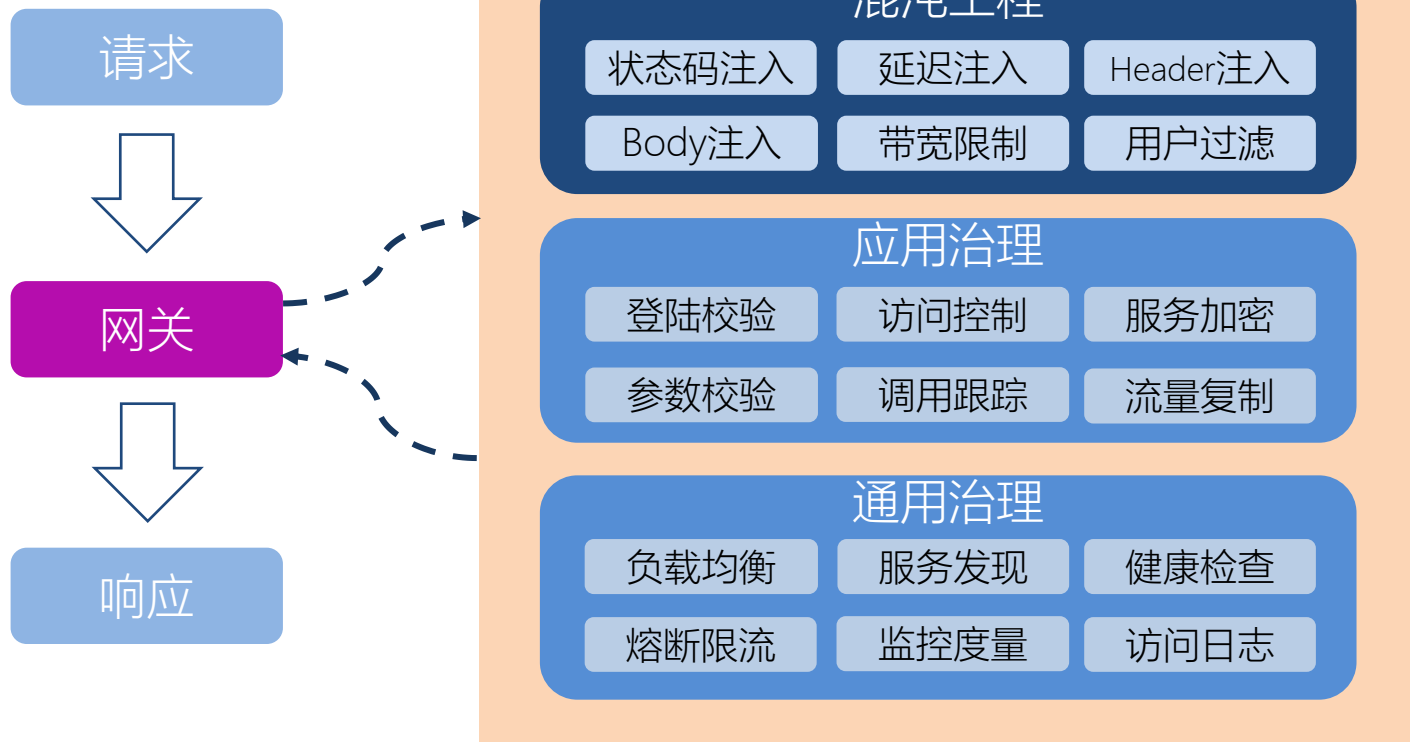 请求
网关
响应
混沌工程
状态码注入
延迟注入
Header注入
Body注入
带宽限制
用户过滤
应用治理
登陆校验
访问控制
服务加密
参数校验
调用跟踪
流量复制
通用治理
负载均衡
服务发现
健康检查
熔断限流
监控度量
访问日志